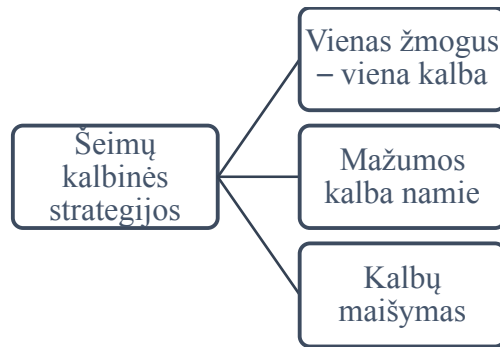 Šeimų
kalbinės
strategijos
Vienas žmogus
– viena kalba
Mažumos
kalba namie
Kalbų
maišymas